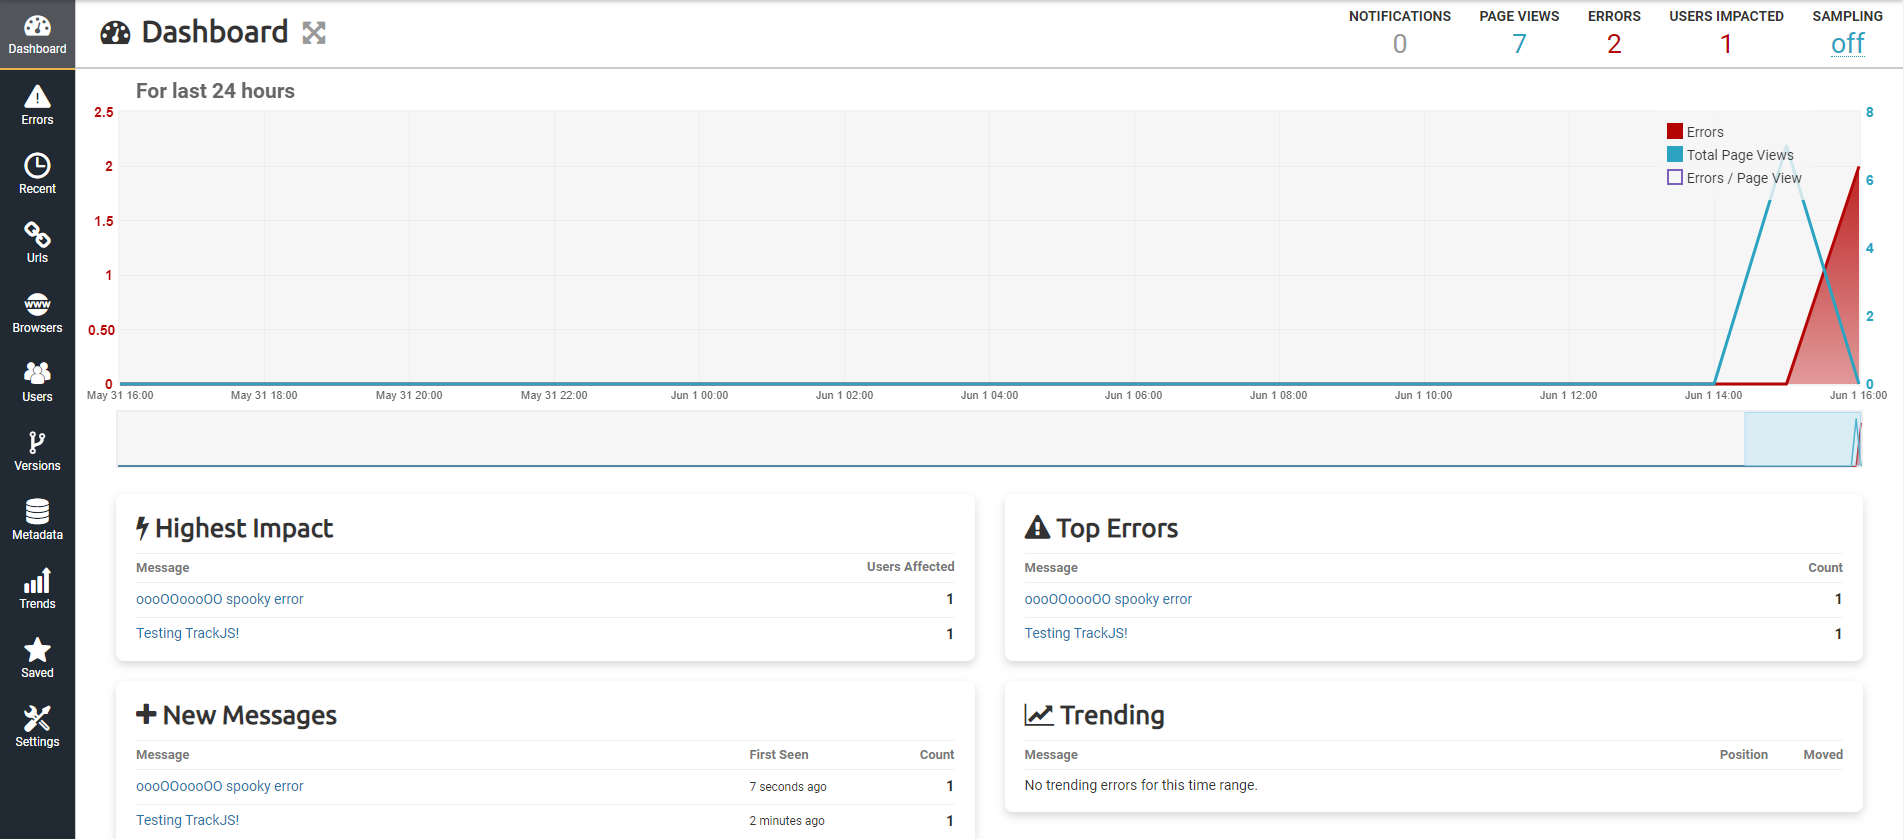 Dashboard
Errors
Recent
Urls
www
Browsers
Users
Versions
Metadata
Trends
Saved
Settings
Dashboard
NOTIFICATIONS PAGE VIEWS ERRORS USERS IMPACTED SAMPLING
0 7 2 1 off
For last 24 hours
2.5
2
1.5
1
0.50
0
8
6
4
2
0
Errors
Total Page Views
Errors / Page View
May 31 16:00 May 31 18:00 May 31 20:00 May 31 22:00 Jun 1 00:00 Jun 1 02:00 Jun 1 04:00 Jun 1 06:00 Jun 1 08:00 Jun 1 10:00 Jun 1 12:00 Jun 1 14:00 Jun 1 16:00
Highest Impact
Message Users Affected
oooOOoooOO spooky error 1
Testing TrackJS! 1
Top Errors
Message Count
oooOOoooOO spooky error 1
Testing TrackJS! 1
New Messages
Message First Seen Count
oooOOoooOO spooky error 7 seconds ago 1
Testing TrackJS! 2 minutes ago 1
Trending
Message Position Moved
No trending errors for this time range.